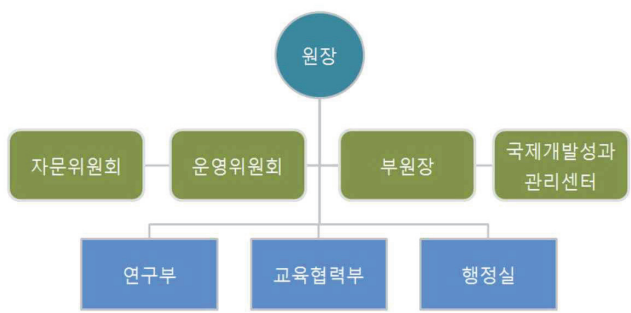 원장
자문위원회
운영위원회
부원장
국제개발성과
관리센터
연구부
교육협력부
행정실